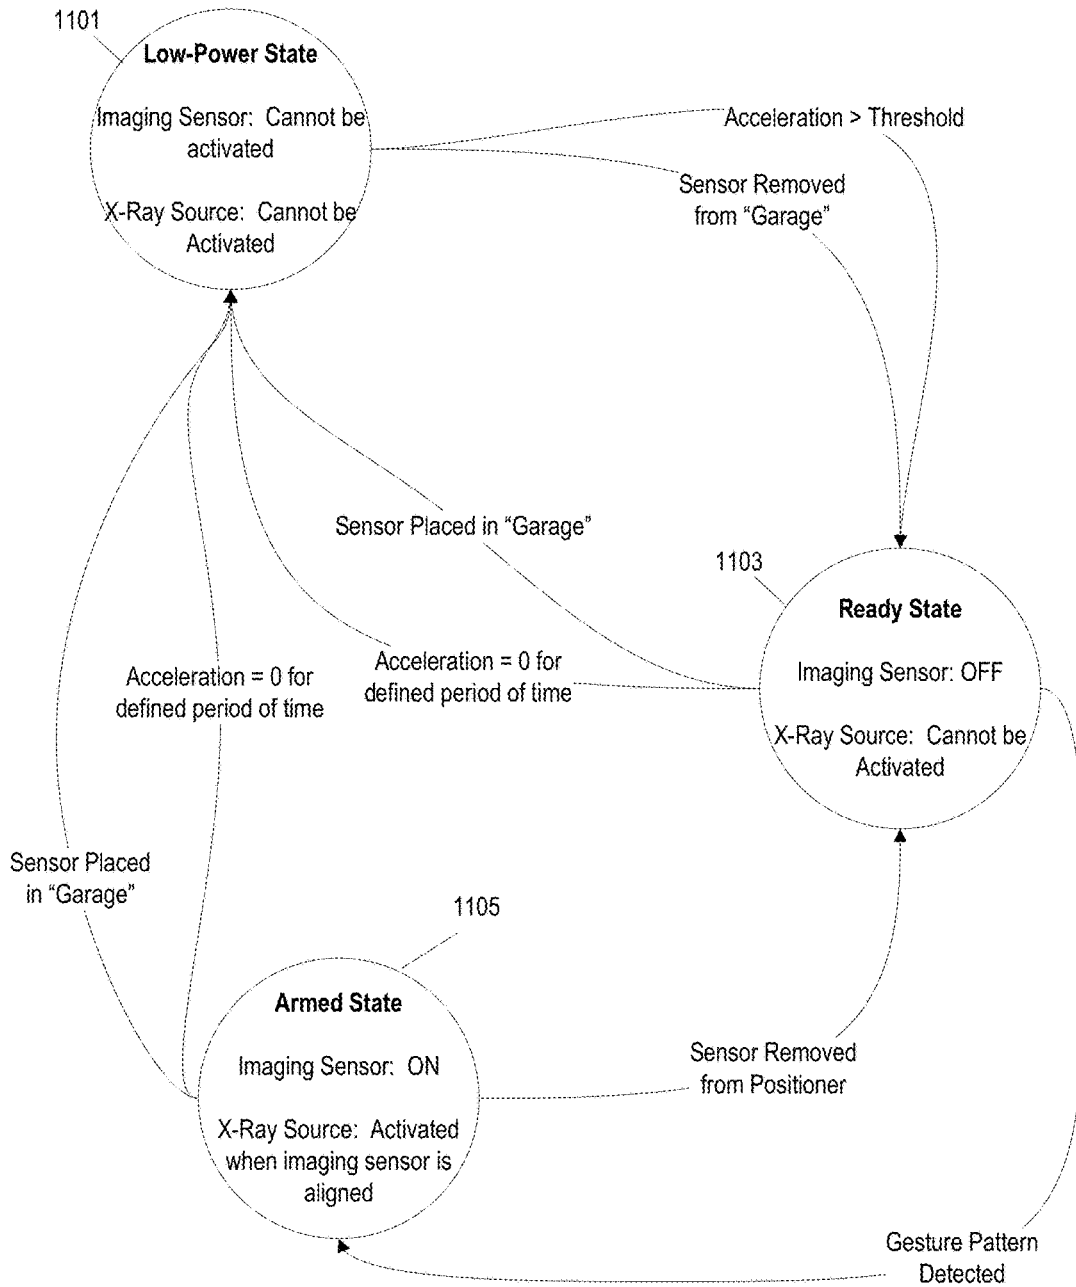 1101
Low-Power State
Imaging Sensor: Cannot be
activated
X-Ray Source: Cannot be
Activated
Acceleration > Threshold
Sensor Removed
from “Garage”
Sensor Placed in “Garage”
1103
Ready State
Imaging Sensor: OFF
X-Ray Source: Cannot be
Activated
Acceleration = 0 for
defined period of time
Acceleration = 0 for
defined period of time
Sensor Placed
in “Garage”
1105
Armed State
Imaging Sensor: ON
X-Ray Source: Activated
when imaging sensor is
aligned
Sensor Removed
from Positioner
Gesture Pattern
Detected